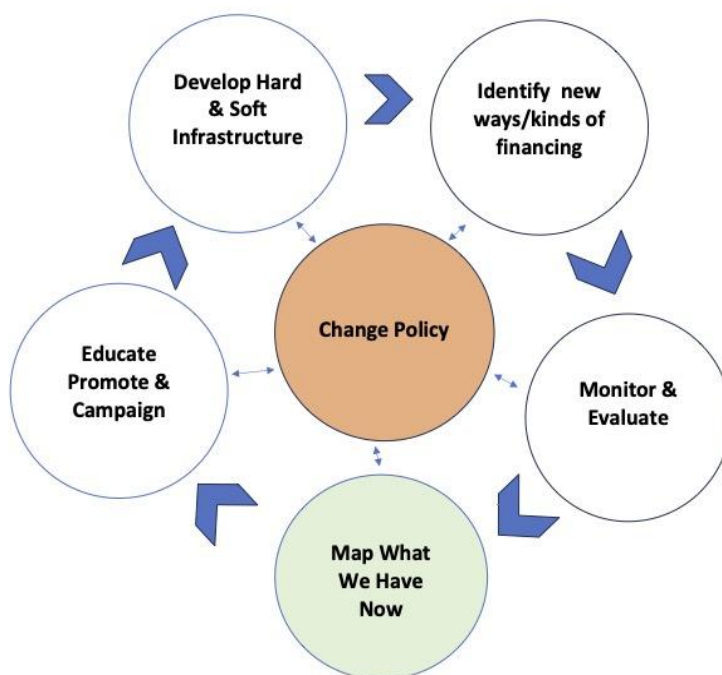 Develop Hard
& Soft
Infrastructure
Identify new
ways/kinds of
financing
Change Policy
Educate
Promote &
Campaign
Monitor &
Evaluate
Map What
We Have
Now